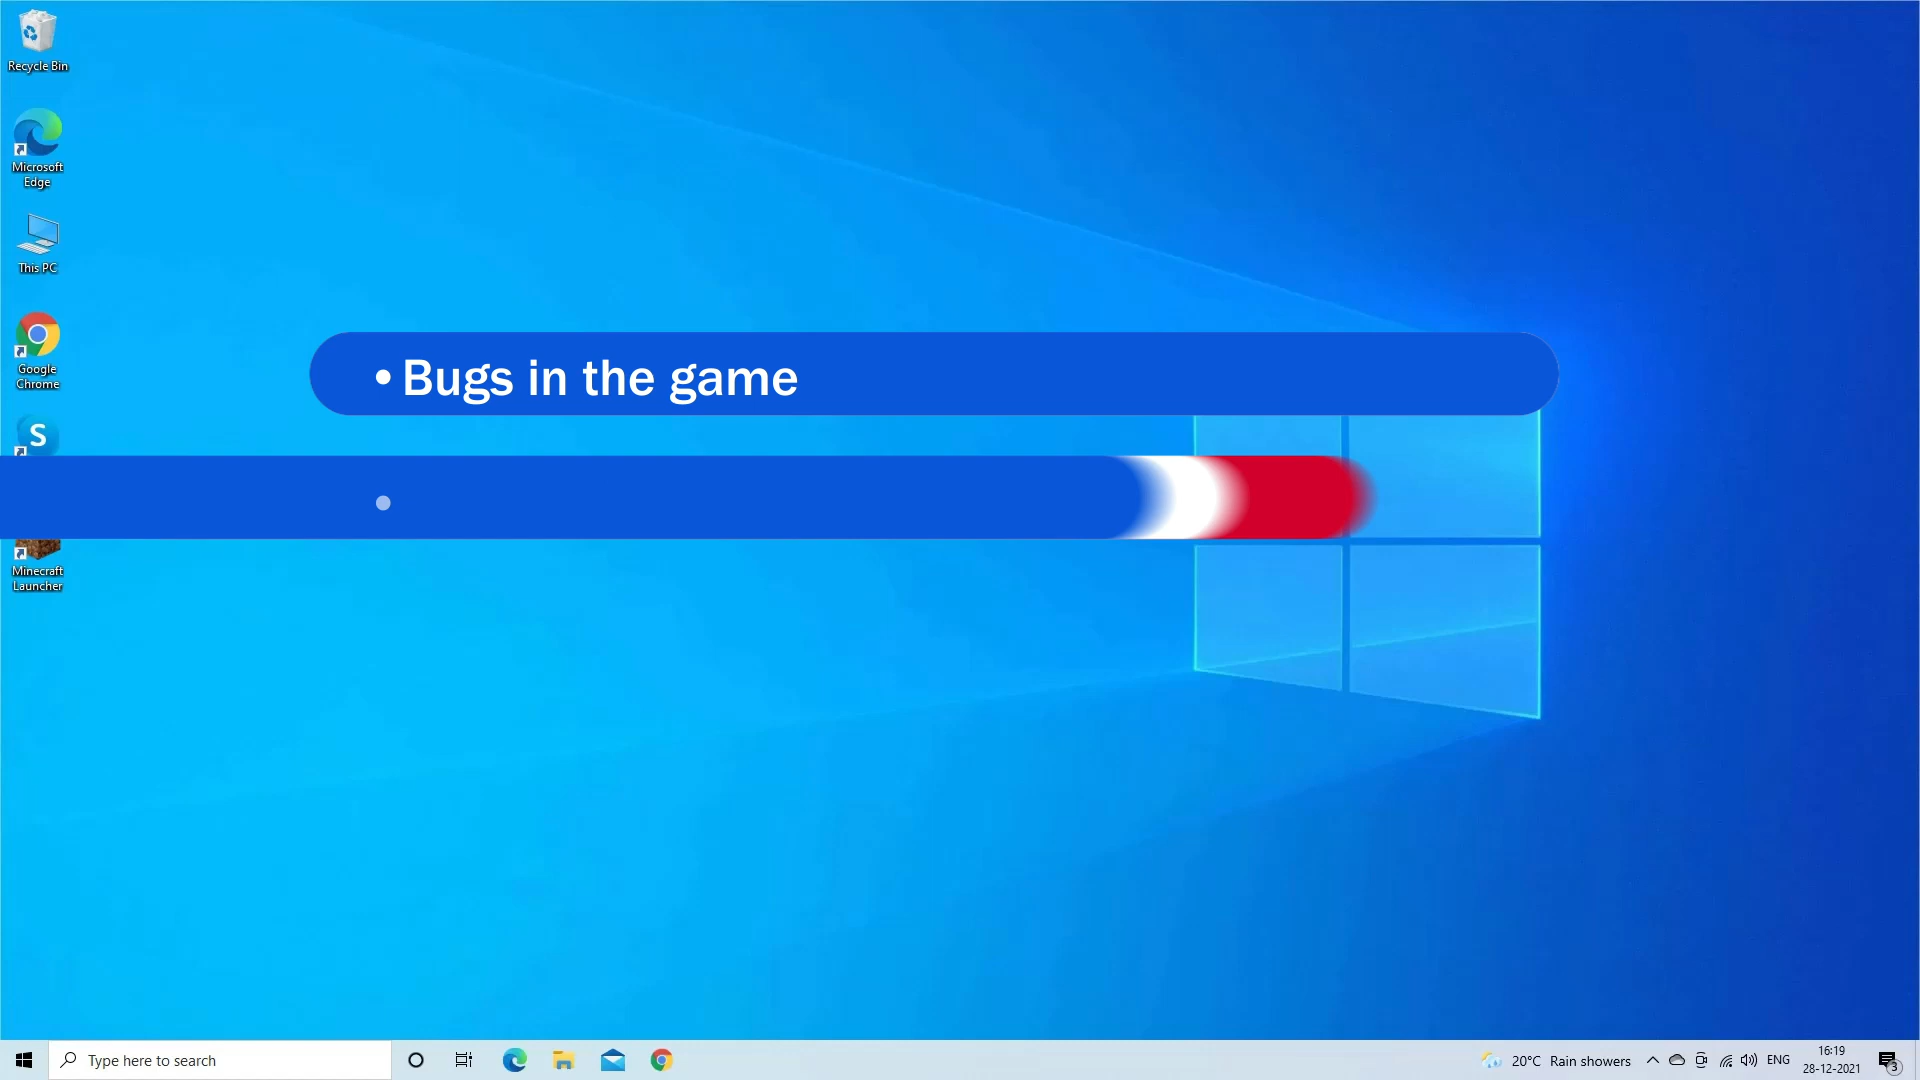 Recycle Bin
Microsoft
Edge
This PC
Google
Chrome
S
Minecraft
Launcher
• Bugs in the game
•
Type here to search
20°C Rain showers
ENG
16:19
28-12-2021
3